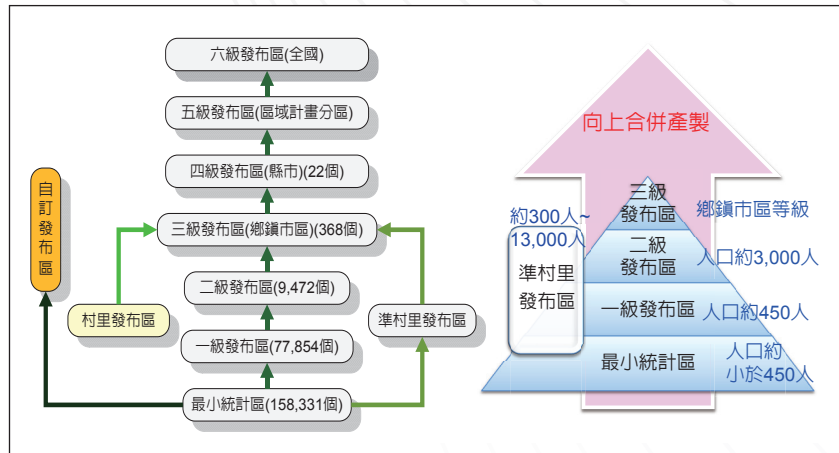 六級發布區(全國)
五級發布區(區域計畫分區)
四級發布區(縣市)(22個)
自訂發布區
三級發布區(鄉鎮市區)(368個)
二級發布區(9,472個)
村里發布區
準村里發布區
一級發布區(77,854個)
最小統計區(158,331個)
向上合併產製
三級
發布區
鄉鎮市區等級
約300人~
13,000人
二級
發布區
人口約3,000人
準村里
發布區
一級發布區
人口約450人
最小統計區
人口約
小於450人